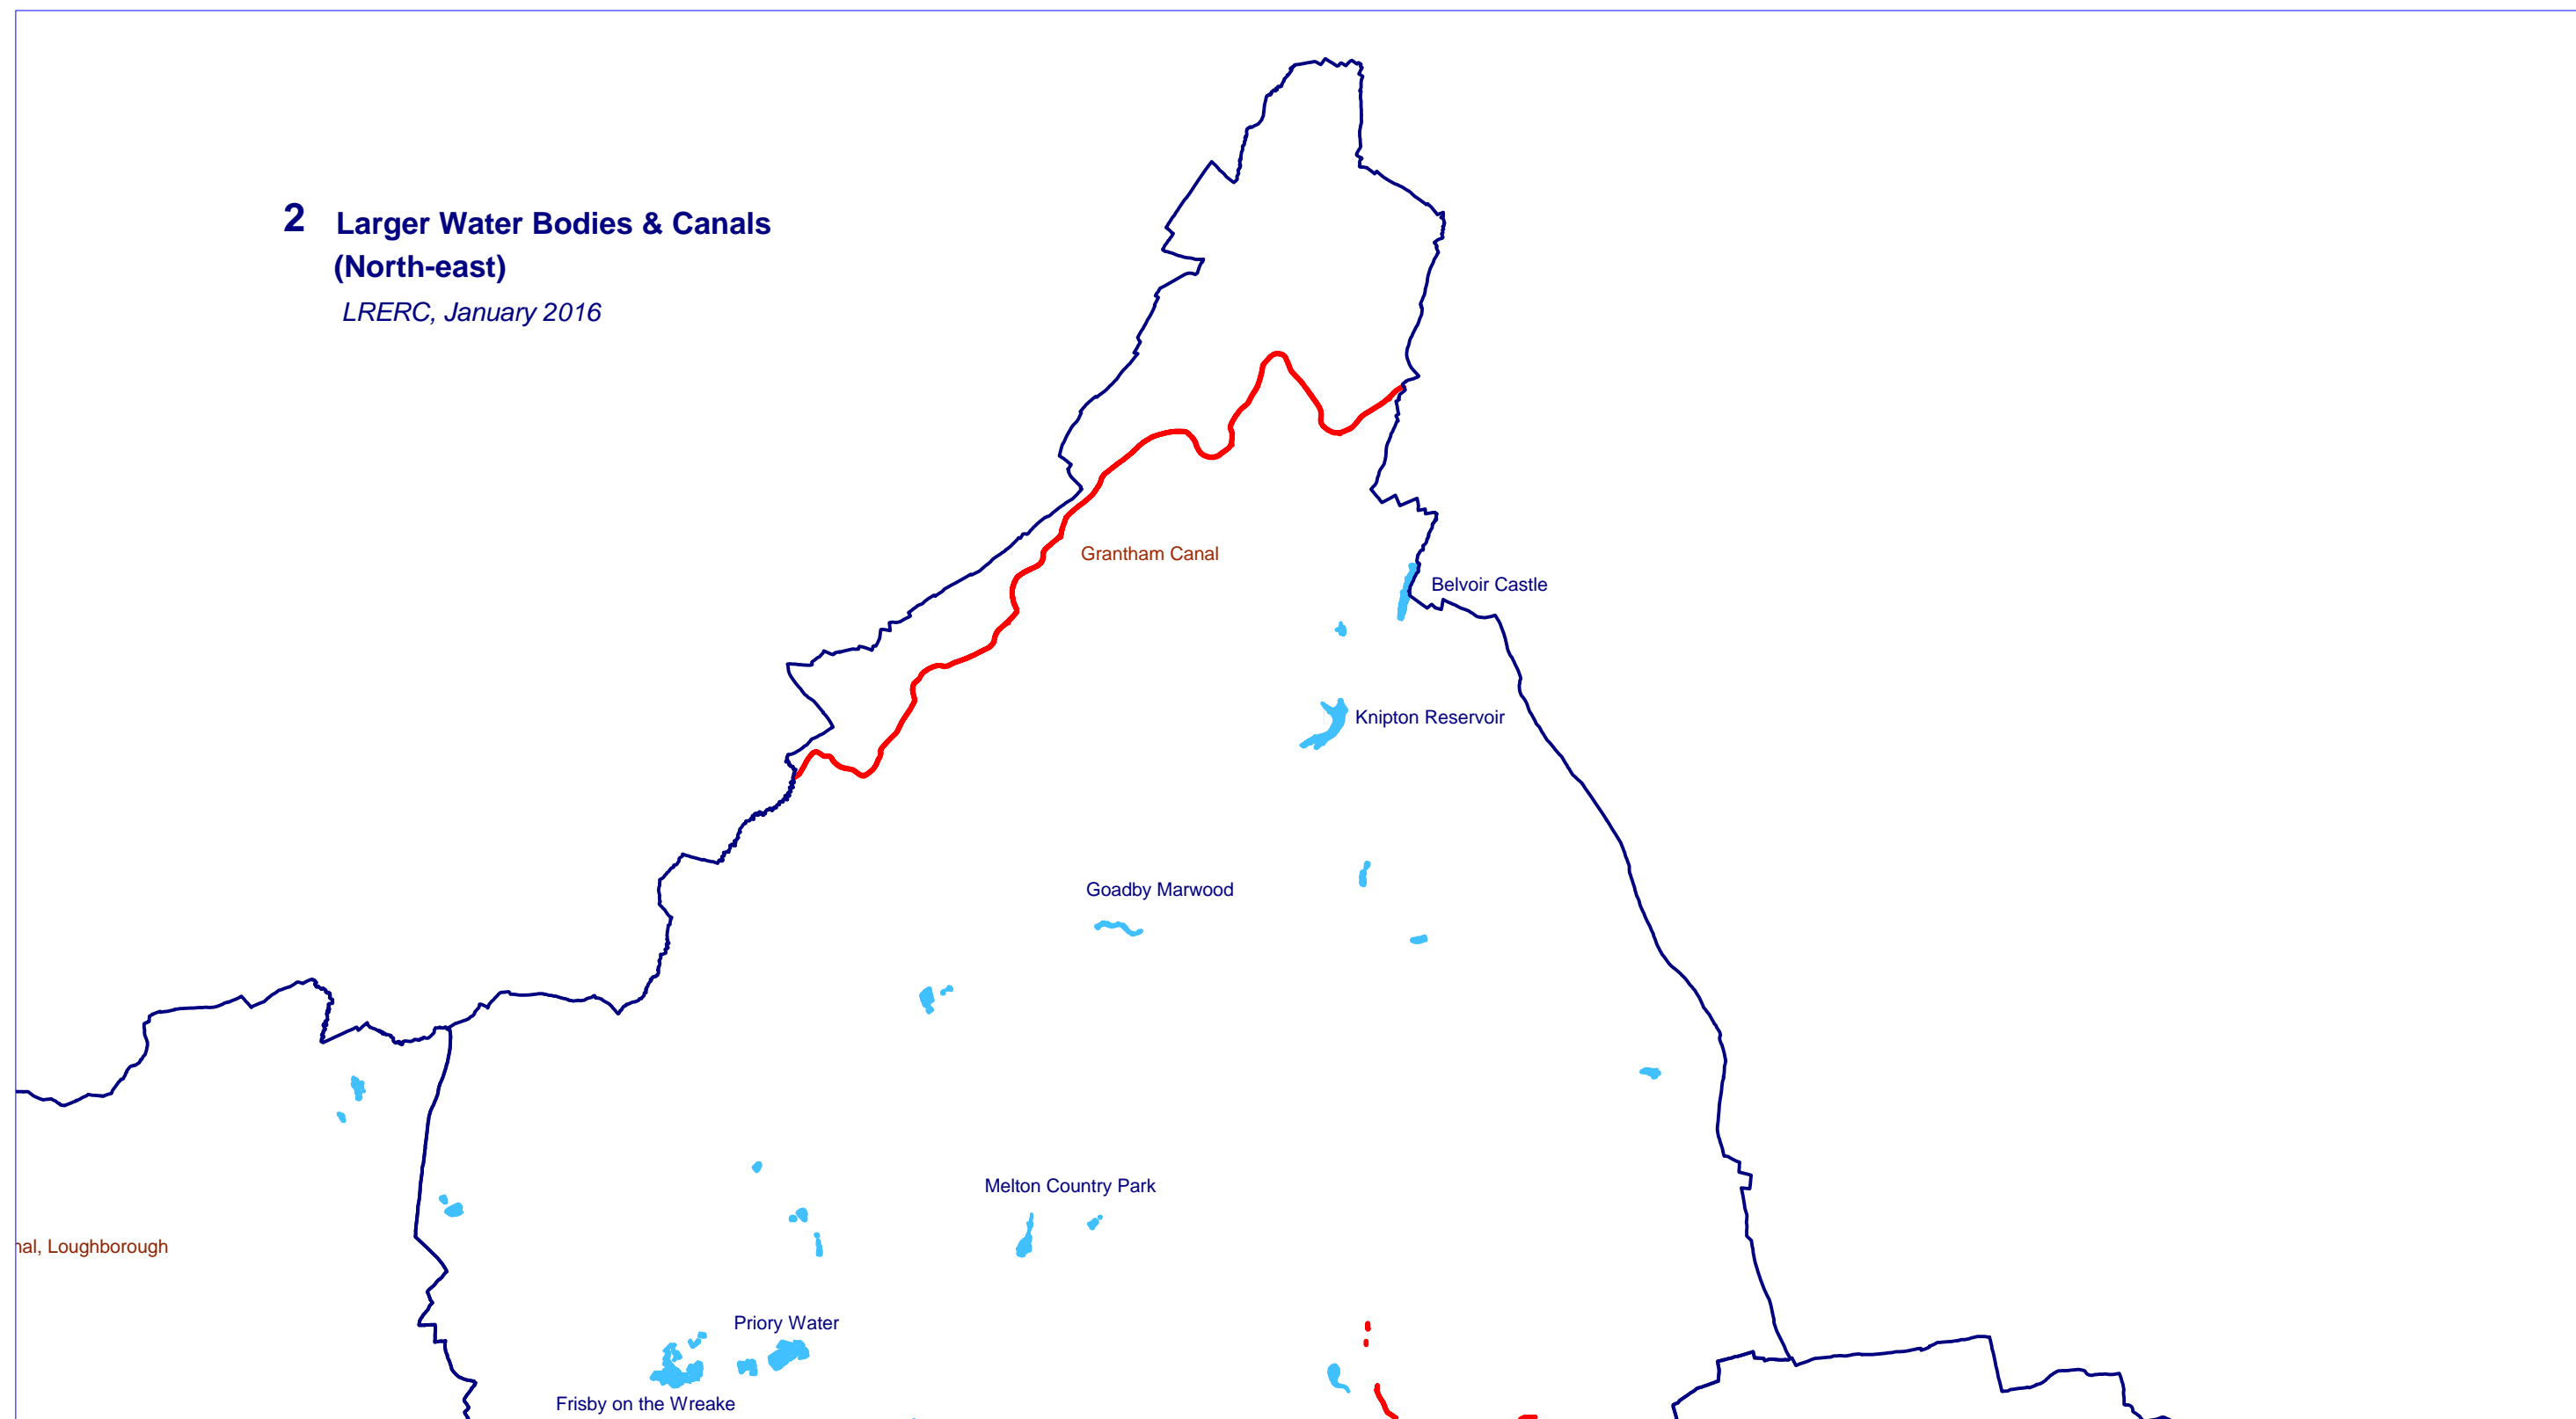 2 Larger Water Bodies & Canals
(North-east)
LRERC, January 2016
Grantham Canal
Belvoir Castle
Knipton Reservoir
Goadby Marwood
Melton Country Park
nal, Loughborough
Priory Water
Frisby on the Wreake